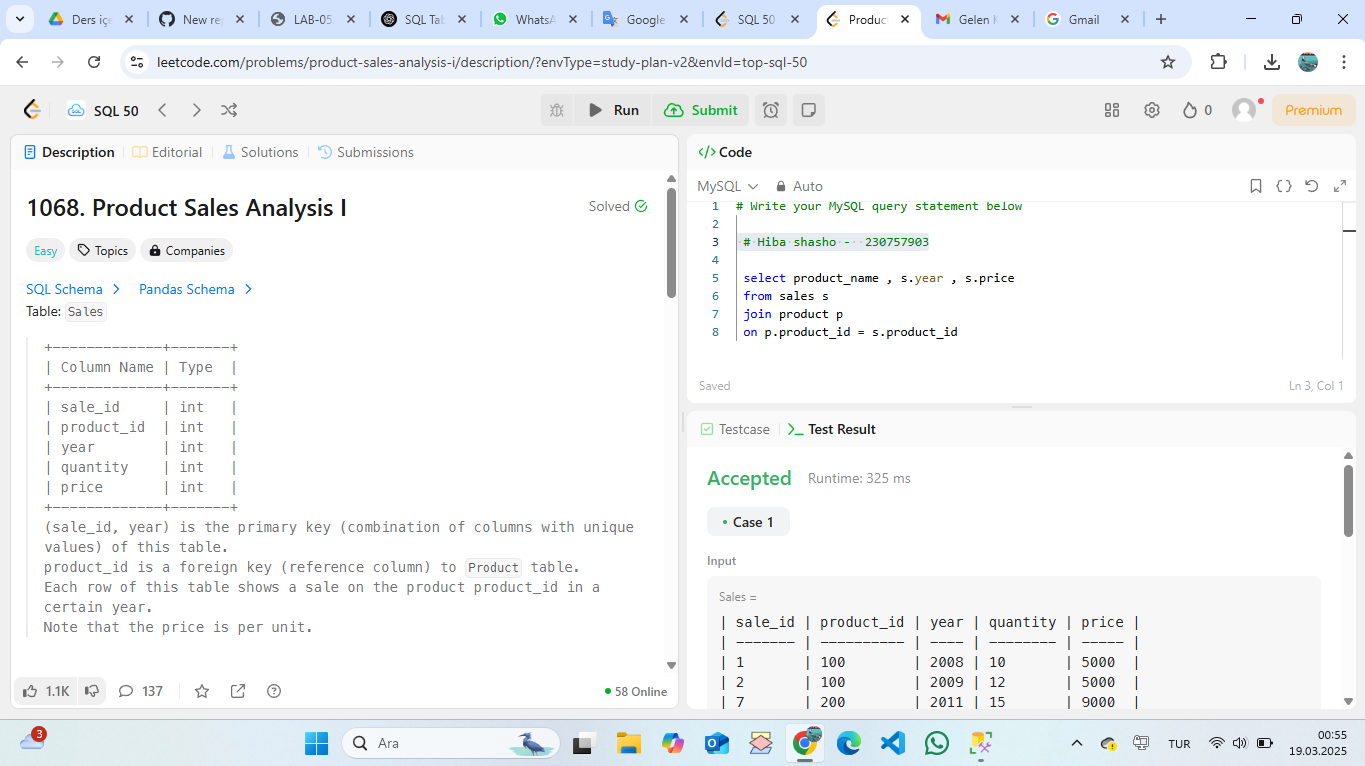 Ders içe
New re
LAB-05
SQL Tab
WhatsA
Google
SQL 50
Produc
Gelen K
Gmail
leetcode.com/problems/product-sales-analysis-i/description/?envType=study-plan-v2&envId=top-sql-50
SQL 50
Run
Submit
0
Premium
Description
Editorial
Solutions
Submissions
1068. Product Sales Analysis I
Solved
Easy
Topics
Companies
SQL Schema
Pandas Schema
Table: Sales
+-------------+-------+
| Column Name | Type  |
+-------------+-------+
| sale_id     | int   |
| product_id  | int   |
| year        | int   |
| quantity    | int   |
| price       | int   |
+-------------+-------+
(sale_id, year) is the primary key (combination of columns with unique
values) of this table.
product_id is a foreign key (reference column) to Product table.
Each row of this table shows a sale on the product product_id in a
certain year.
Note that the price is per unit.
1.1K
137
58 Online
Code
MySQL
Auto
1 # Write your MySQL query statement below
2
3 # Hiba shasho - 230757903
4
5 select product_name , s.year , s.price
6 from sales s
7 join product p
8 on p.product_id = s.product_id
Saved
Ln 3, Col 1
Testcase
Test Result
Accepted
Runtime: 325 ms
Case 1
Input
Sales =
| sale_id | product_id | year | quantity | price |
| ------- | ---------- | ---- | -------- | ----- |
| 1       | 100        | 2008 | 10       | 5000  |
| 2       | 100        | 2009 | 12       | 5000  |
| 7       | 200        | 2011 | 15       | 9000  |
3
Ara
TUR
00:55
19.03.2025